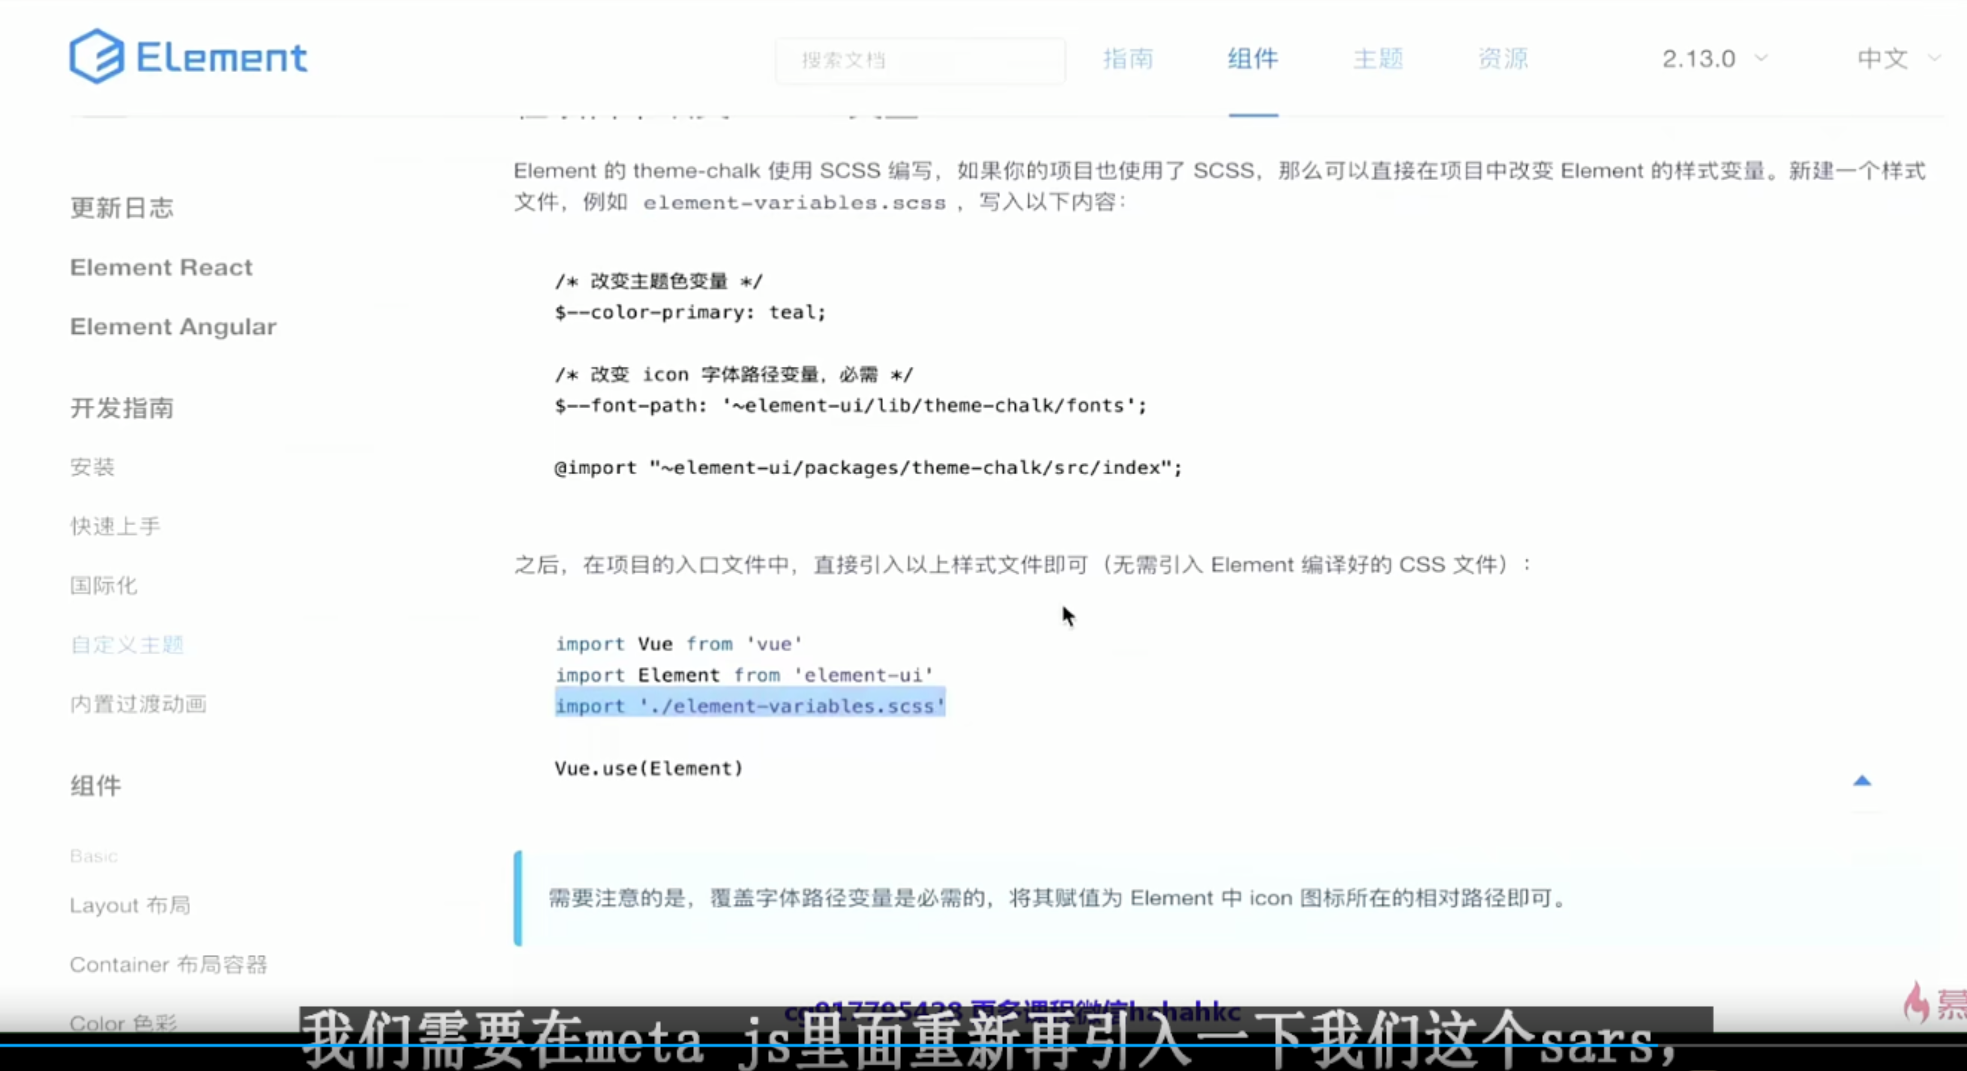 Element
搜索文档
指南
组件
主题
资源
2.13.0
中文
更新日志
Element React
Element Angular
开发指南
安装
快速上手
国际化
自定义主题
内置过渡动画
组件
Basic
Layout 布局
Container 布局容器
Color 色彩
Element 的 theme-chalk 使用 SCSS 编写，如果你的项目也使用了 SCSS，那么可以直接在项目中改变 Element 的样式变量。新建一个样式
文件，例如 element-variables.scss ，写入以下内容：
/* 改变主题色变量 */
$--color-primary: teal;
/* 改变 icon 字体路径变量，必需 */
$--font-path: '~element-ui/lib/theme-chalk/fonts';
@import "~element-ui/packages/theme-chalk/src/index";
之后，在项目的入口文件中，直接引入以上样式文件即可（无需引入 Element 编译好的 CSS 文件）：
import Vue from 'vue'
import Element from 'element-ui'
import './element-variables.scss'
Vue.use(Element)
需要注意的是，覆盖字体路径变量是必需的，将其赋值为 Element 中 icon 图标所在的相对路径即可。
慕
我们需要在meta js里面重新再引入一下我们这个sars，